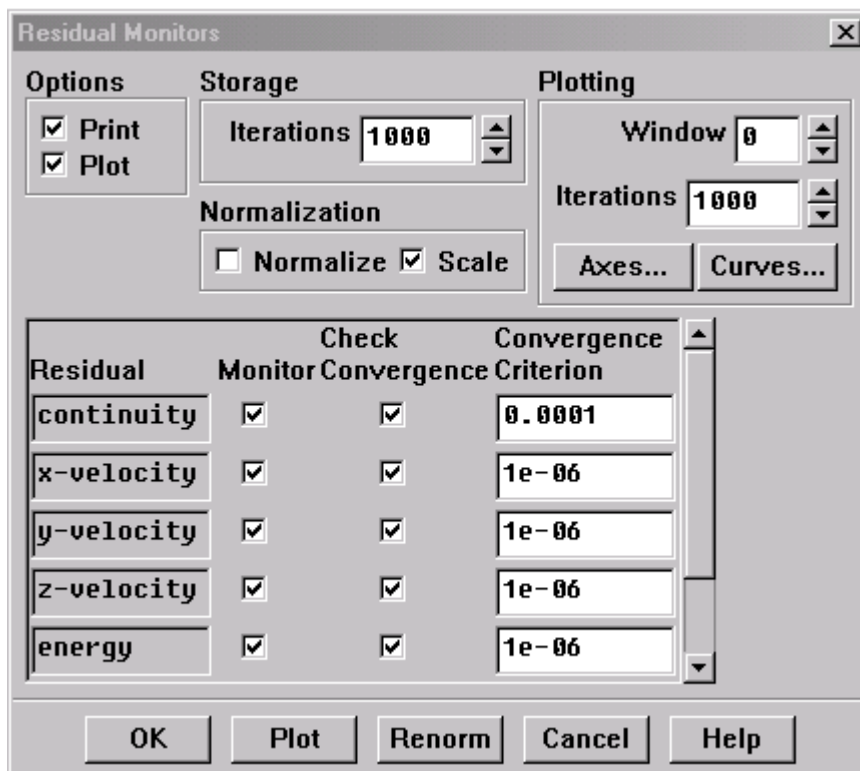 Residual Monitors
Options
Print
Plot
Storage
Iterations 1000
Normalization
Normalize Scale
Plotting
Window 0
Iterations 1000
Axes... Curves...
Residual Monitor Check Convergence Convergence Criterion
continuity 0.0001
x-velocity 1e-06
y-velocity 1e-06
z-velocity 1e-06
energy 1e-06
OK Plot Renorm Cancel Help